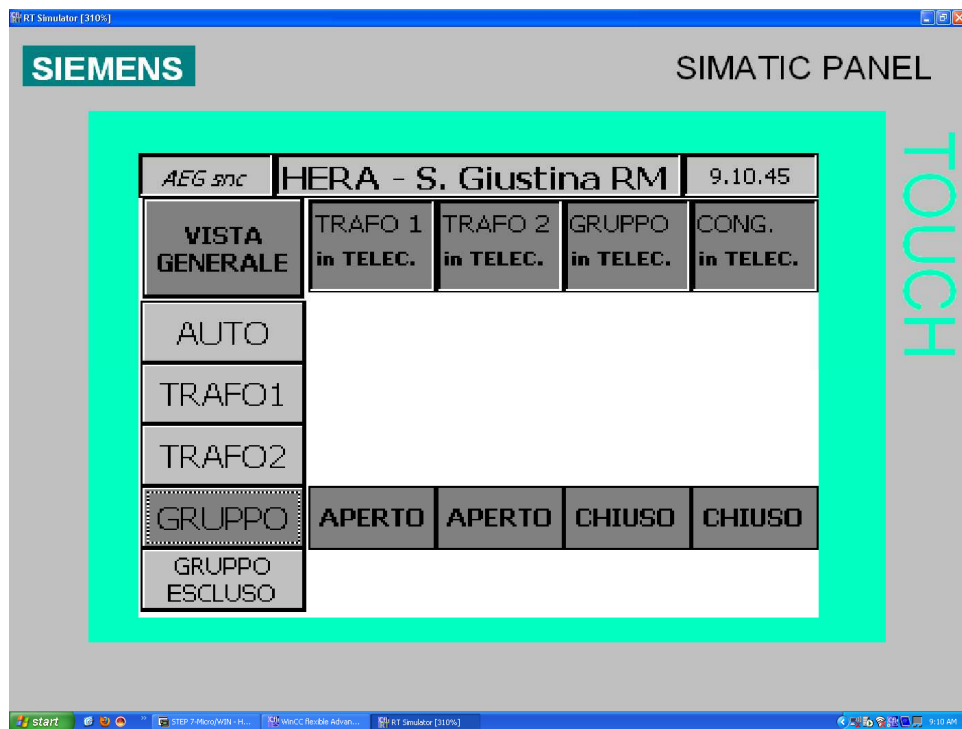 RT Simulator [310%]
SIEMENS
SIMATIC PANEL
TOUCH
AEG snc
HERA - S. Giustina RM
9.10.45
VISTA
GENERALE
TRAFO 1
in TELEC.
TRAFO 2
in TELEC.
GRUPPO
in TELEC.
CONG.
in TELEC.
AUTO
TRAFO1
TRAFO2
GRUPPO
APERTO
APERTO
CHIUSO
CHIUSO
GRUPPO
ESCLUSO
start
STEP 7-Micro/WIN - H...
WinCC flexible Advan...
RT Simulator [310%]
9:10 AM